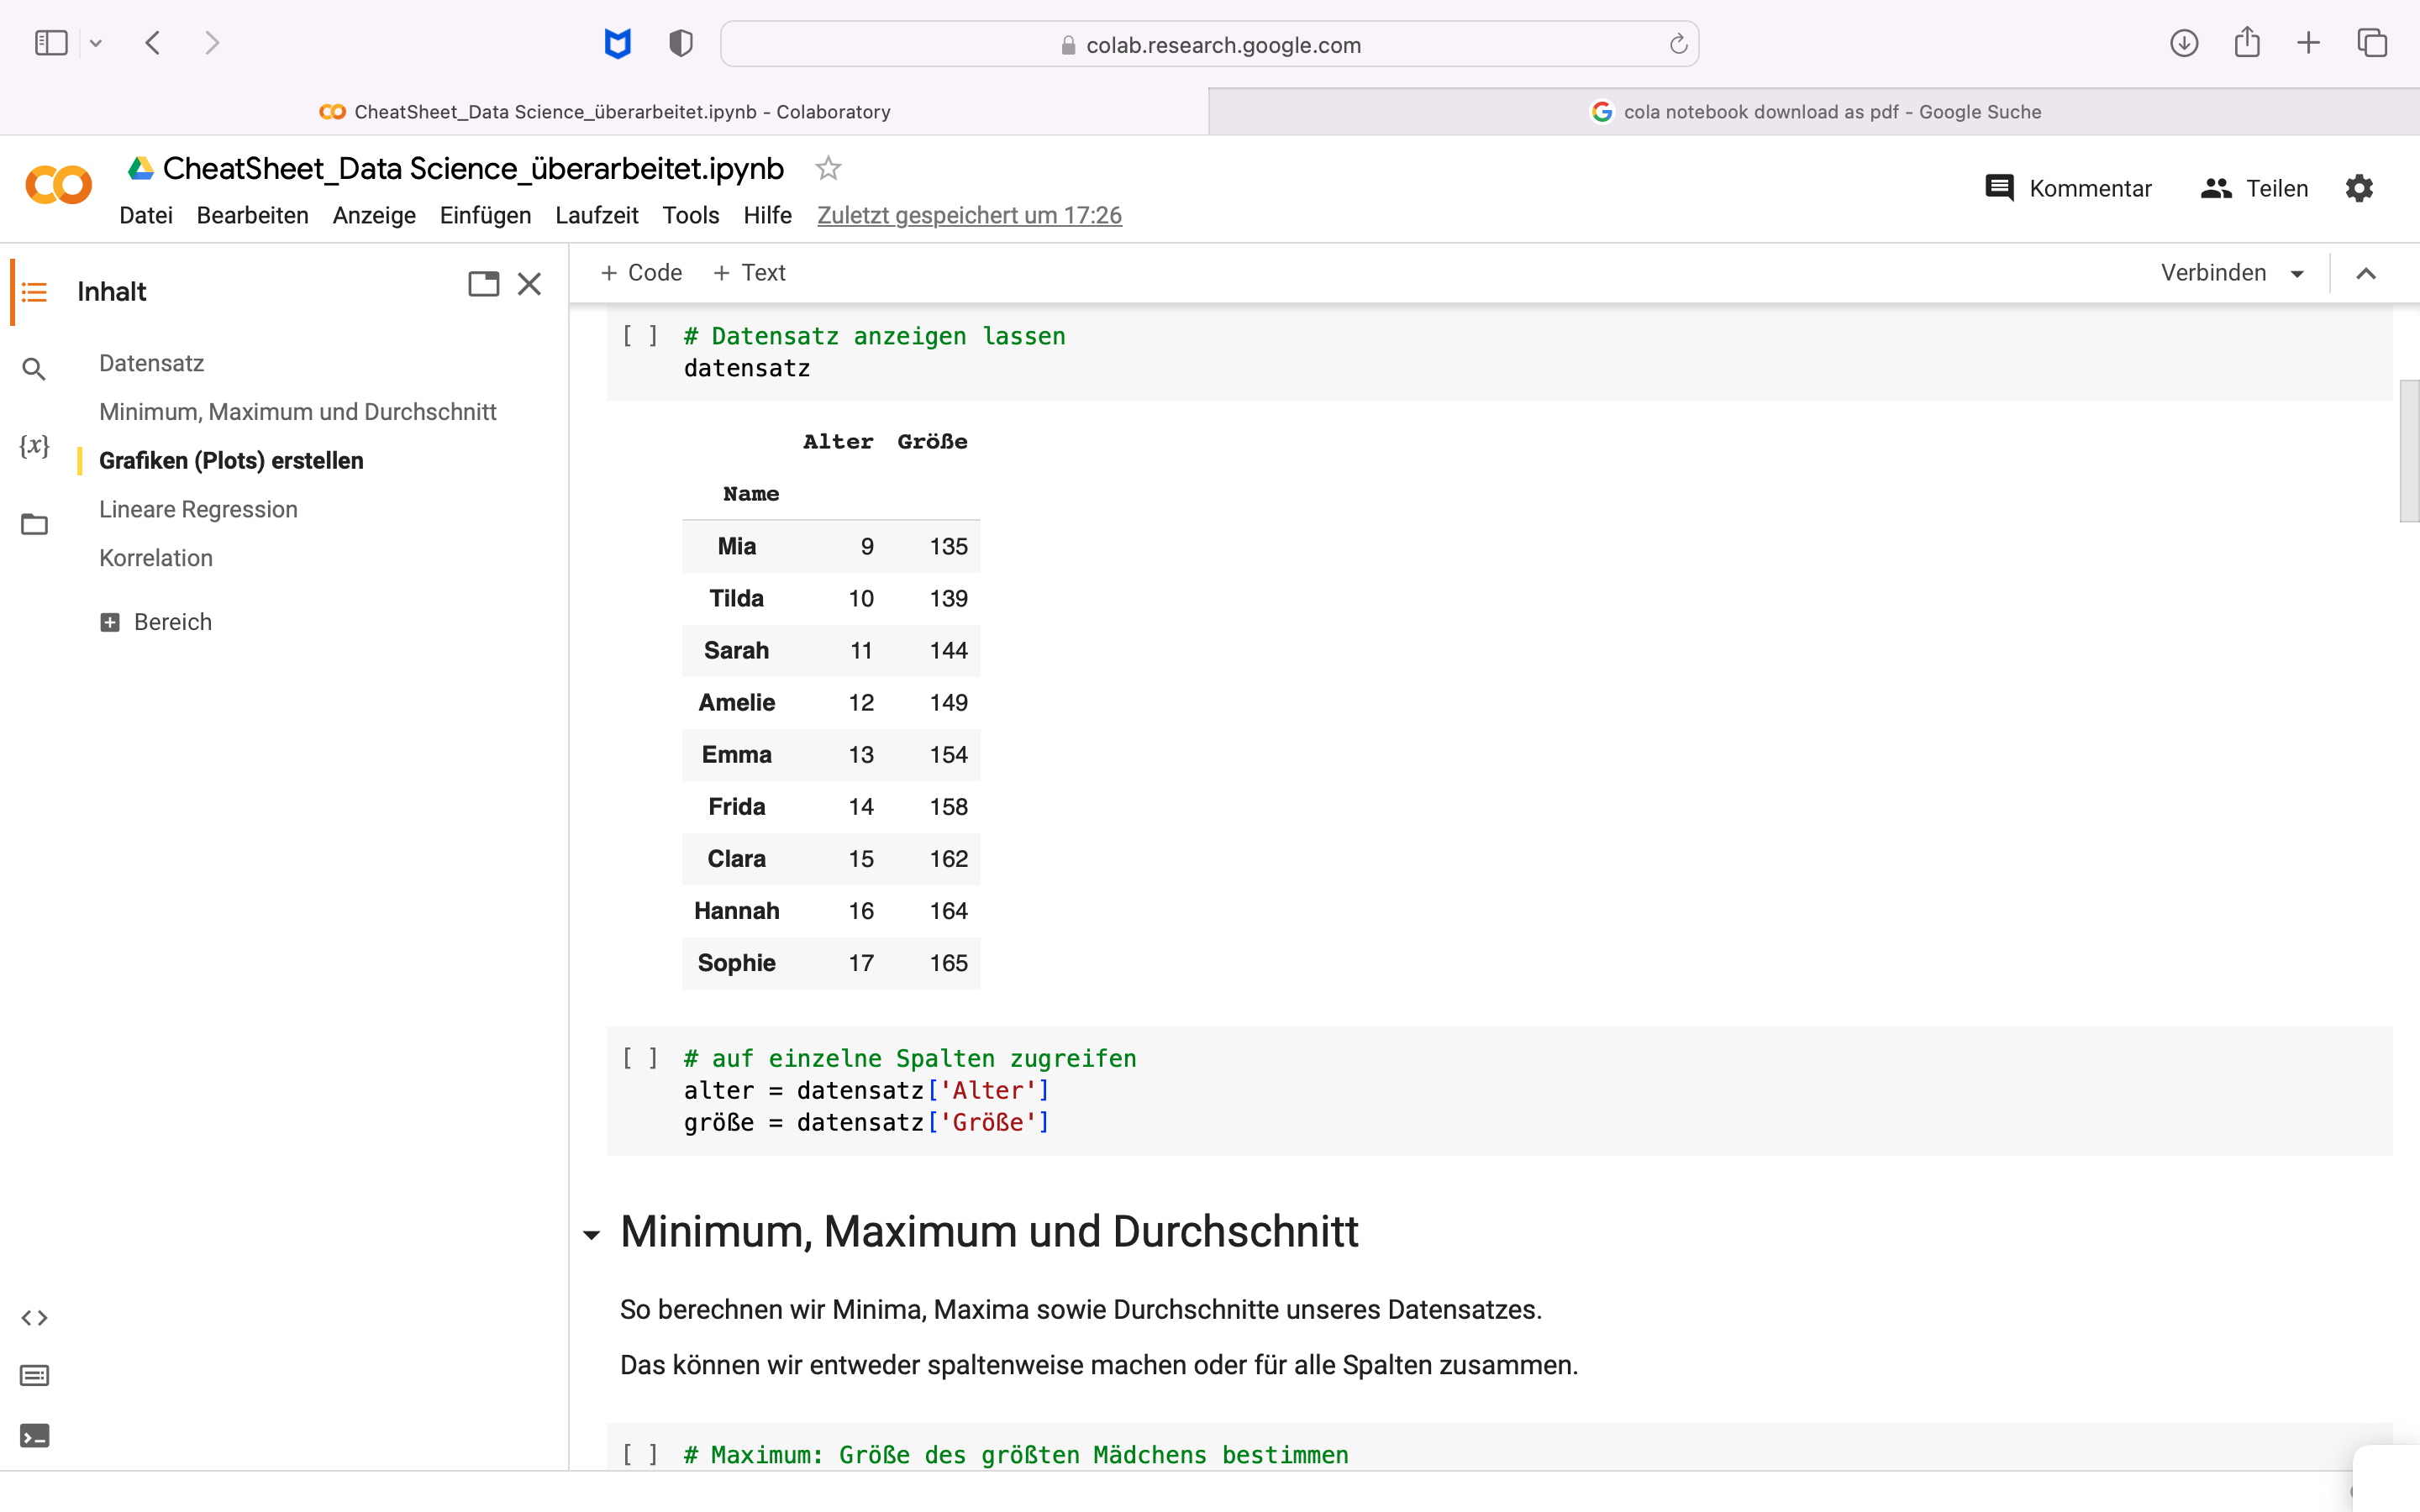 colab.research.google.com
CheatSheet_Data Science_überarbeitet.ipynb - Colaboratory
cola notebook download as pdf - Google Suche
CheatSheet_Data Science_überarbeitet.ipynb
Datei Bearbeiten Anzeige Einfügen Laufzeit Tools Hilfe Zuletzt gespeichert um 17:26
Kommentar Teilen
Inhalt
Datensatz
Minimum, Maximum und Durchschnitt
Grafiken (Plots) erstellen
Lineare Regression
Korrelation
Bereich
+ Code + Text
Verbinden
[ ] # Datensatz anzeigen lassen
datensatz
Alter Größe
Name
Mia 9 135
Tilda 10 139
Sarah 11 144
Amelie 12 149
Emma 13 154
Frida 14 158
Clara 15 162
Hannah 16 164
Sophie 17 165
[ ] # auf einzelne Spalten zugreifen
alter = datensatz['Alter']
größe = datensatz['Größe']
Minimum, Maximum und Durchschnitt
So berechnen wir Minima, Maxima sowie Durchschnitte unseres Datensatzes.
Das können wir entweder spaltenweise machen oder für alle Spalten zusammen.
[ ] # Maximum: Größe des größten Mädchens bestimmen